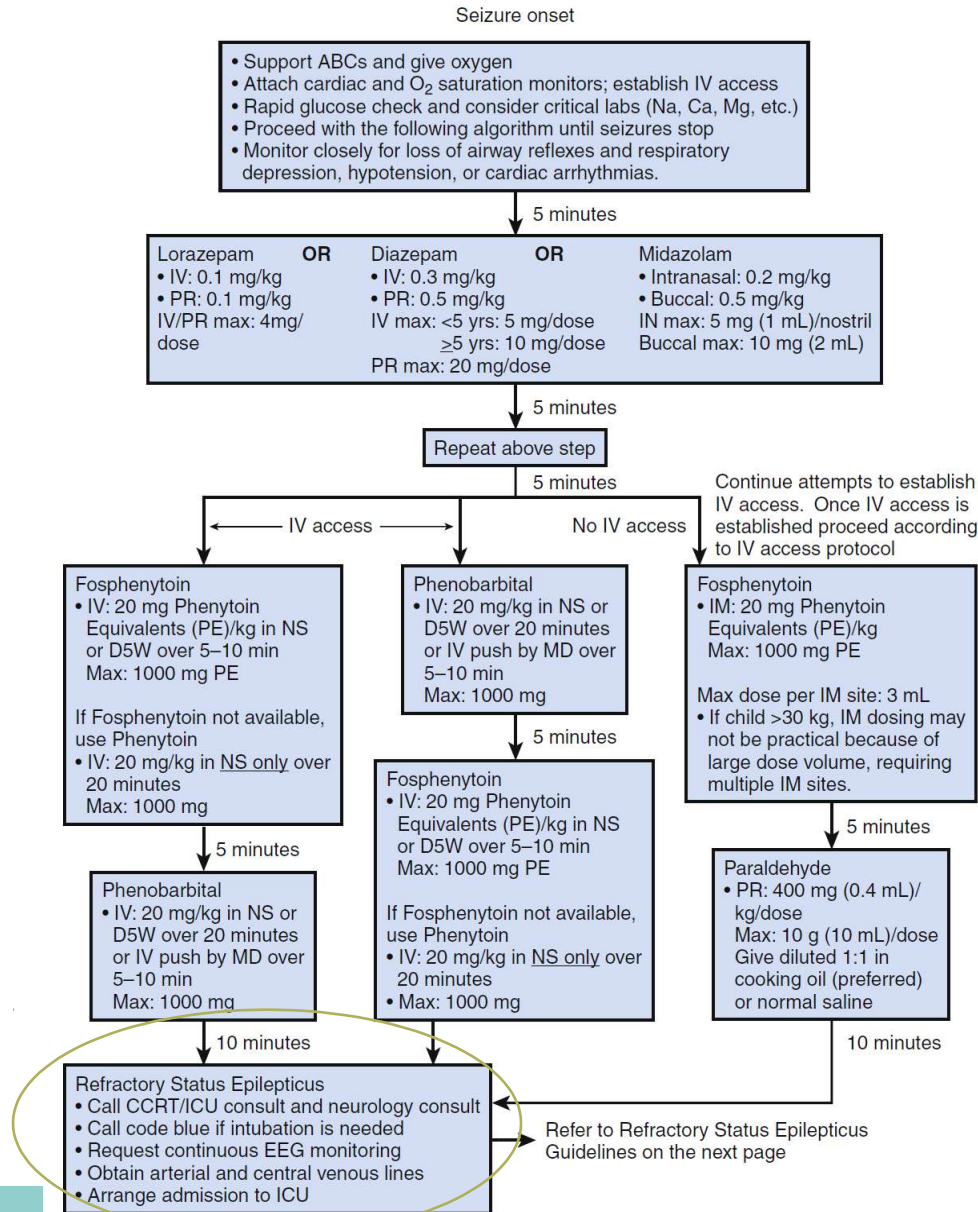 Seizure onset
• Support ABCs and give oxygen
• Attach cardiac and O2 saturation monitors; establish IV access
• Rapid glucose check and consider critical labs (Na, Ca, Mg, etc.)
• Proceed with the following algorithm until seizures stop
• Monitor closely for loss of airway reflexes and respiratory
depression, hypotension, or cardiac arrhythmias.
5 minutes
Lorazepam
• IV: 0.1 mg/kg
• PR: 0.1 mg/kg
IV/PR max: 4mg/
dose
OR
Diazepam
• IV: 0.3 mg/kg
• PR: 0.5 mg/kg
IV max: <5 yrs: 5 mg/dose
≥5 yrs: 10 mg/dose
PR max: 20 mg/dose
OR
Midazolam
• Intranasal: 0.2 mg/kg
• Buccal: 0.5 mg/kg
IN max: 5 mg (1 mL)/nostril
Buccal max: 10 mg (2 mL)
5 minutes
Repeat above step
5 minutes
IV access
No IV access
Continue attempts to establish
IV access. Once IV access is
established proceed according
to IV access protocol
Fosphenytoin
• IV: 20 mg Phenytoin
Equivalents (PE)/kg in NS
or D5W over 5–10 min
Max: 1000 mg PE
If Fosphenytoin not available,
use Phenytoin
• IV: 20 mg/kg in NS only over
20 minutes
Max: 1000 mg
5 minutes
Phenobarbital
• IV: 20 mg/kg in NS or
D5W over 20 minutes
or IV push by MD over
5–10 min
Max: 1000 mg
10 minutes
Phenobarbital
• IV: 20 mg/kg in NS or
D5W over 20 minutes
or IV push by MD over
5–10 min
Max: 1000 mg
5 minutes
Fosphenytoin
• IV: 20 mg Phenytoin
Equivalents (PE)/kg in NS
or D5W over 5–10 min
Max: 1000 mg PE
If Fosphenytoin not available,
use Phenytoin
• IV: 20 mg/kg in NS only over
20 minutes
• Max: 1000 mg
Fosphenytoin
• IM: 20 mg Phenytoin
Equivalents (PE)/kg
Max: 1000 mg PE
Max dose per IM site: 3 mL
• If child >30 kg, IM dosing may
not be practical because of
large dose volume, requiring
multiple IM sites.
5 minutes
Paraldehyde
• PR: 400 mg (0.4 mL)/
kg/dose
Max: 10 g (10 mL)/dose
Give diluted 1:1 in
cooking oil (preferred)
or normal saline
10 minutes
Refractory Status Epilepticus
• Call CCRT/ICU consult and neurology consult
• Call code blue if intubation is needed
• Request continuous EEG monitoring
• Obtain arterial and central venous lines
• Arrange admission to ICU
Refer to Refractory Status Epilepticus
Guidelines on the next page